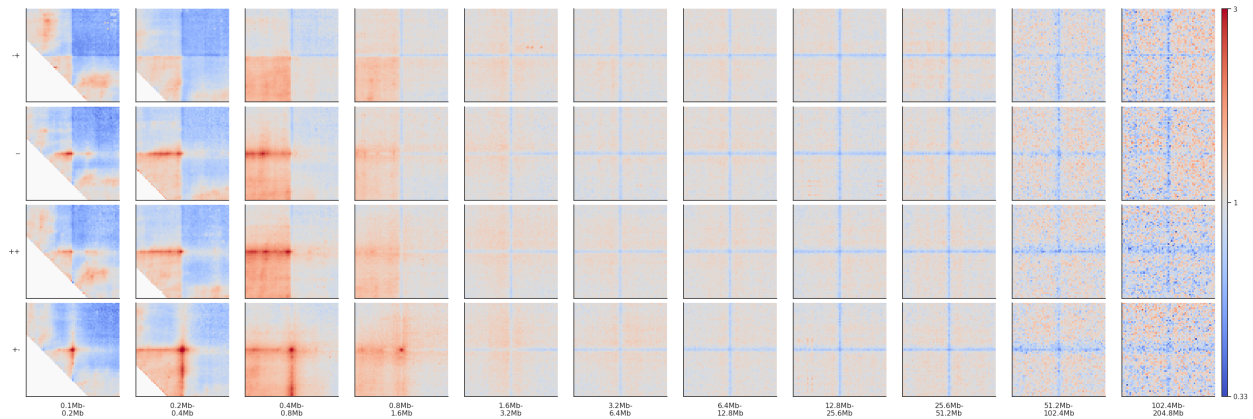 3
-+
--
1
++
+-
0.33
0.1Mb-
0.2Mb
0.2Mb-
0.4Mb
0.4Mb-
0.8Mb
0.8Mb-
1.6Mb
1.6Mb-
3.2Mb
3.2Mb-
6.4Mb
6.4Mb-
12.8Mb
12.8Mb-
25.6Mb
25.6Mb-
51.2Mb
51.2Mb-
102.4Mb
102.4Mb-
204.8Mb